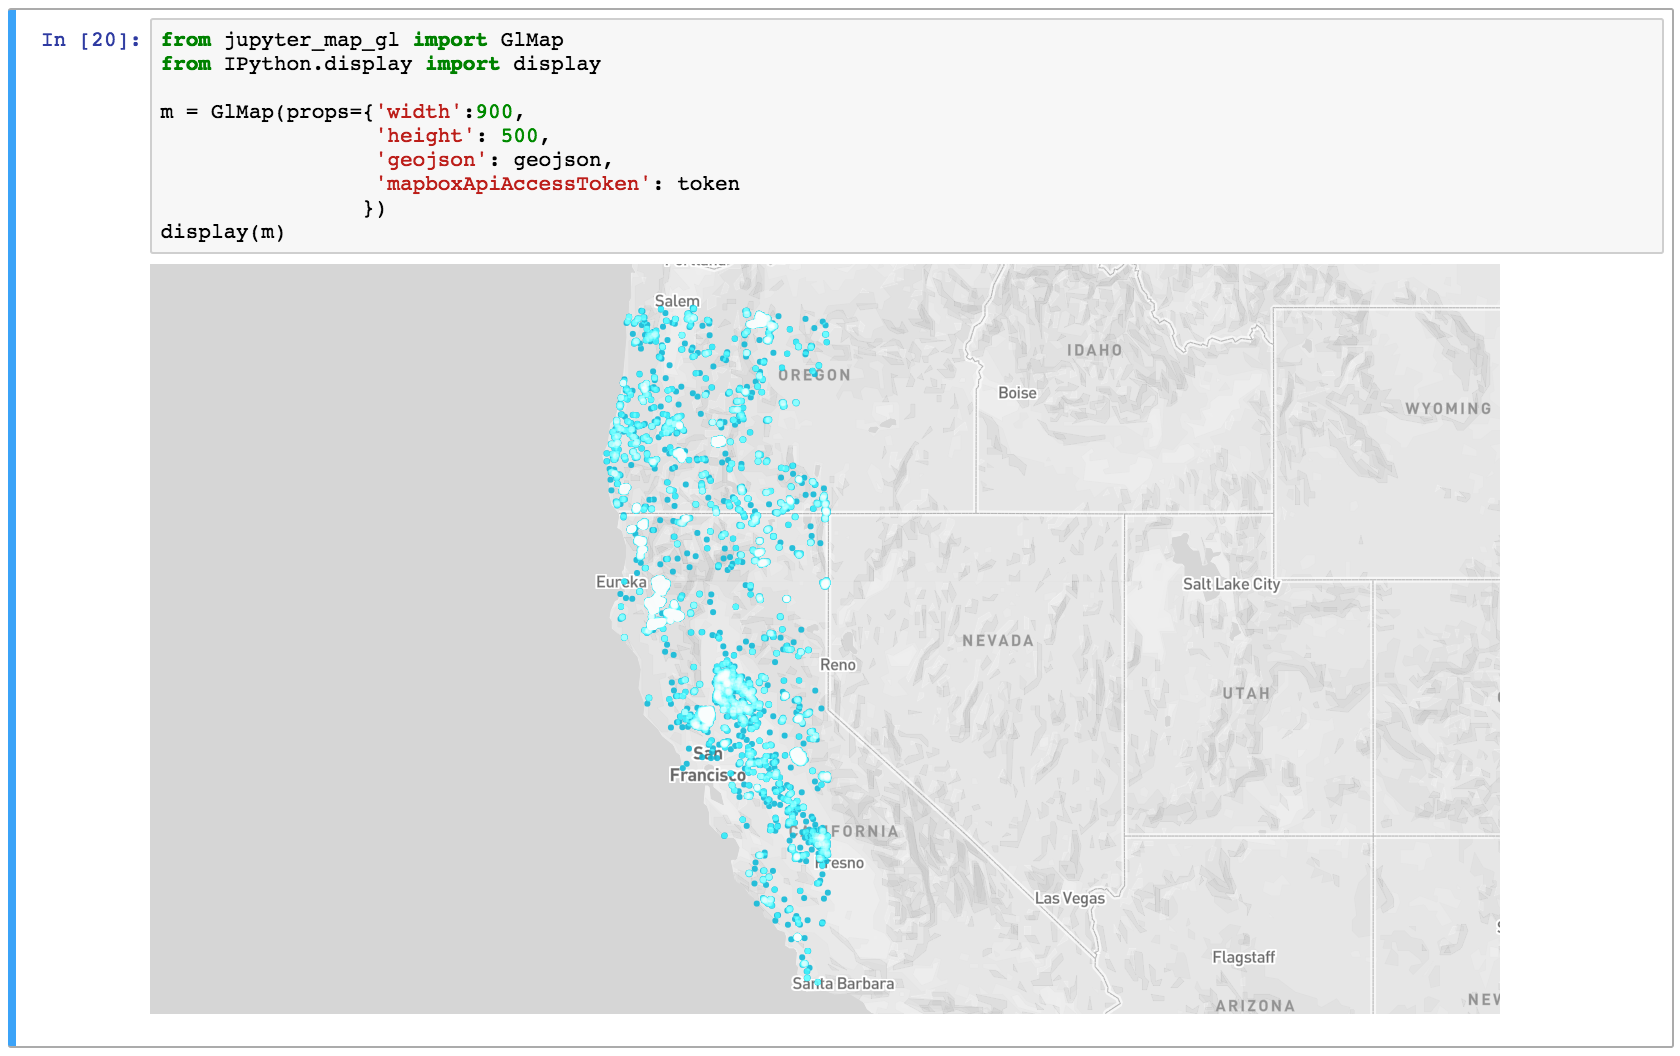 In [20]:
from jupyter_map_gl import GlMap
from IPython.display import display
m = GlMap(props={'width':900,
'height': 500,
'geojson': geojson,
'mapboxApiAccessToken': token
})
display(m)
Salem
IDAHO
OREGON
Boise
WYOMING
Eureka
Salt Lake City
NEVADA
Reno
UTAH
San
Francisco
CALIFORNIA
Fresno
Las Vegas
Flagstaff
Santa Barbara
ARIZONA
NEV